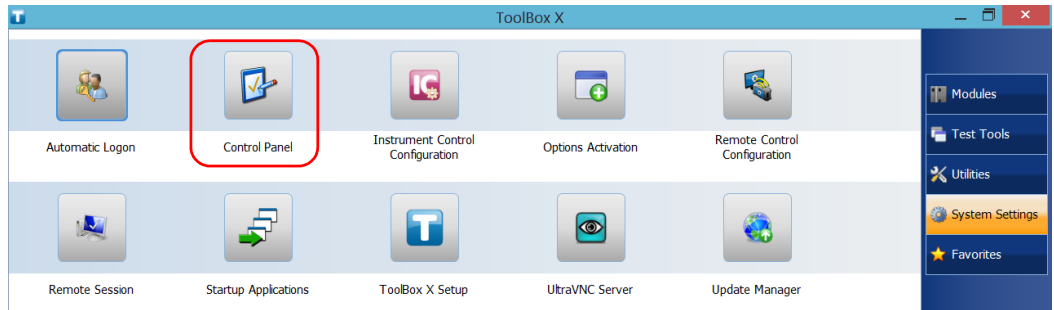 ToolBox X
Automatic Logon
Control Panel
Instrument Control
Configuration
Options Activation
Remote Control
Configuration
Remote Session
Startup Applications
ToolBox X Setup
UltraVNC Server
Update Manager
Modules
Test Tools
Utilities
System Settings
Favorites